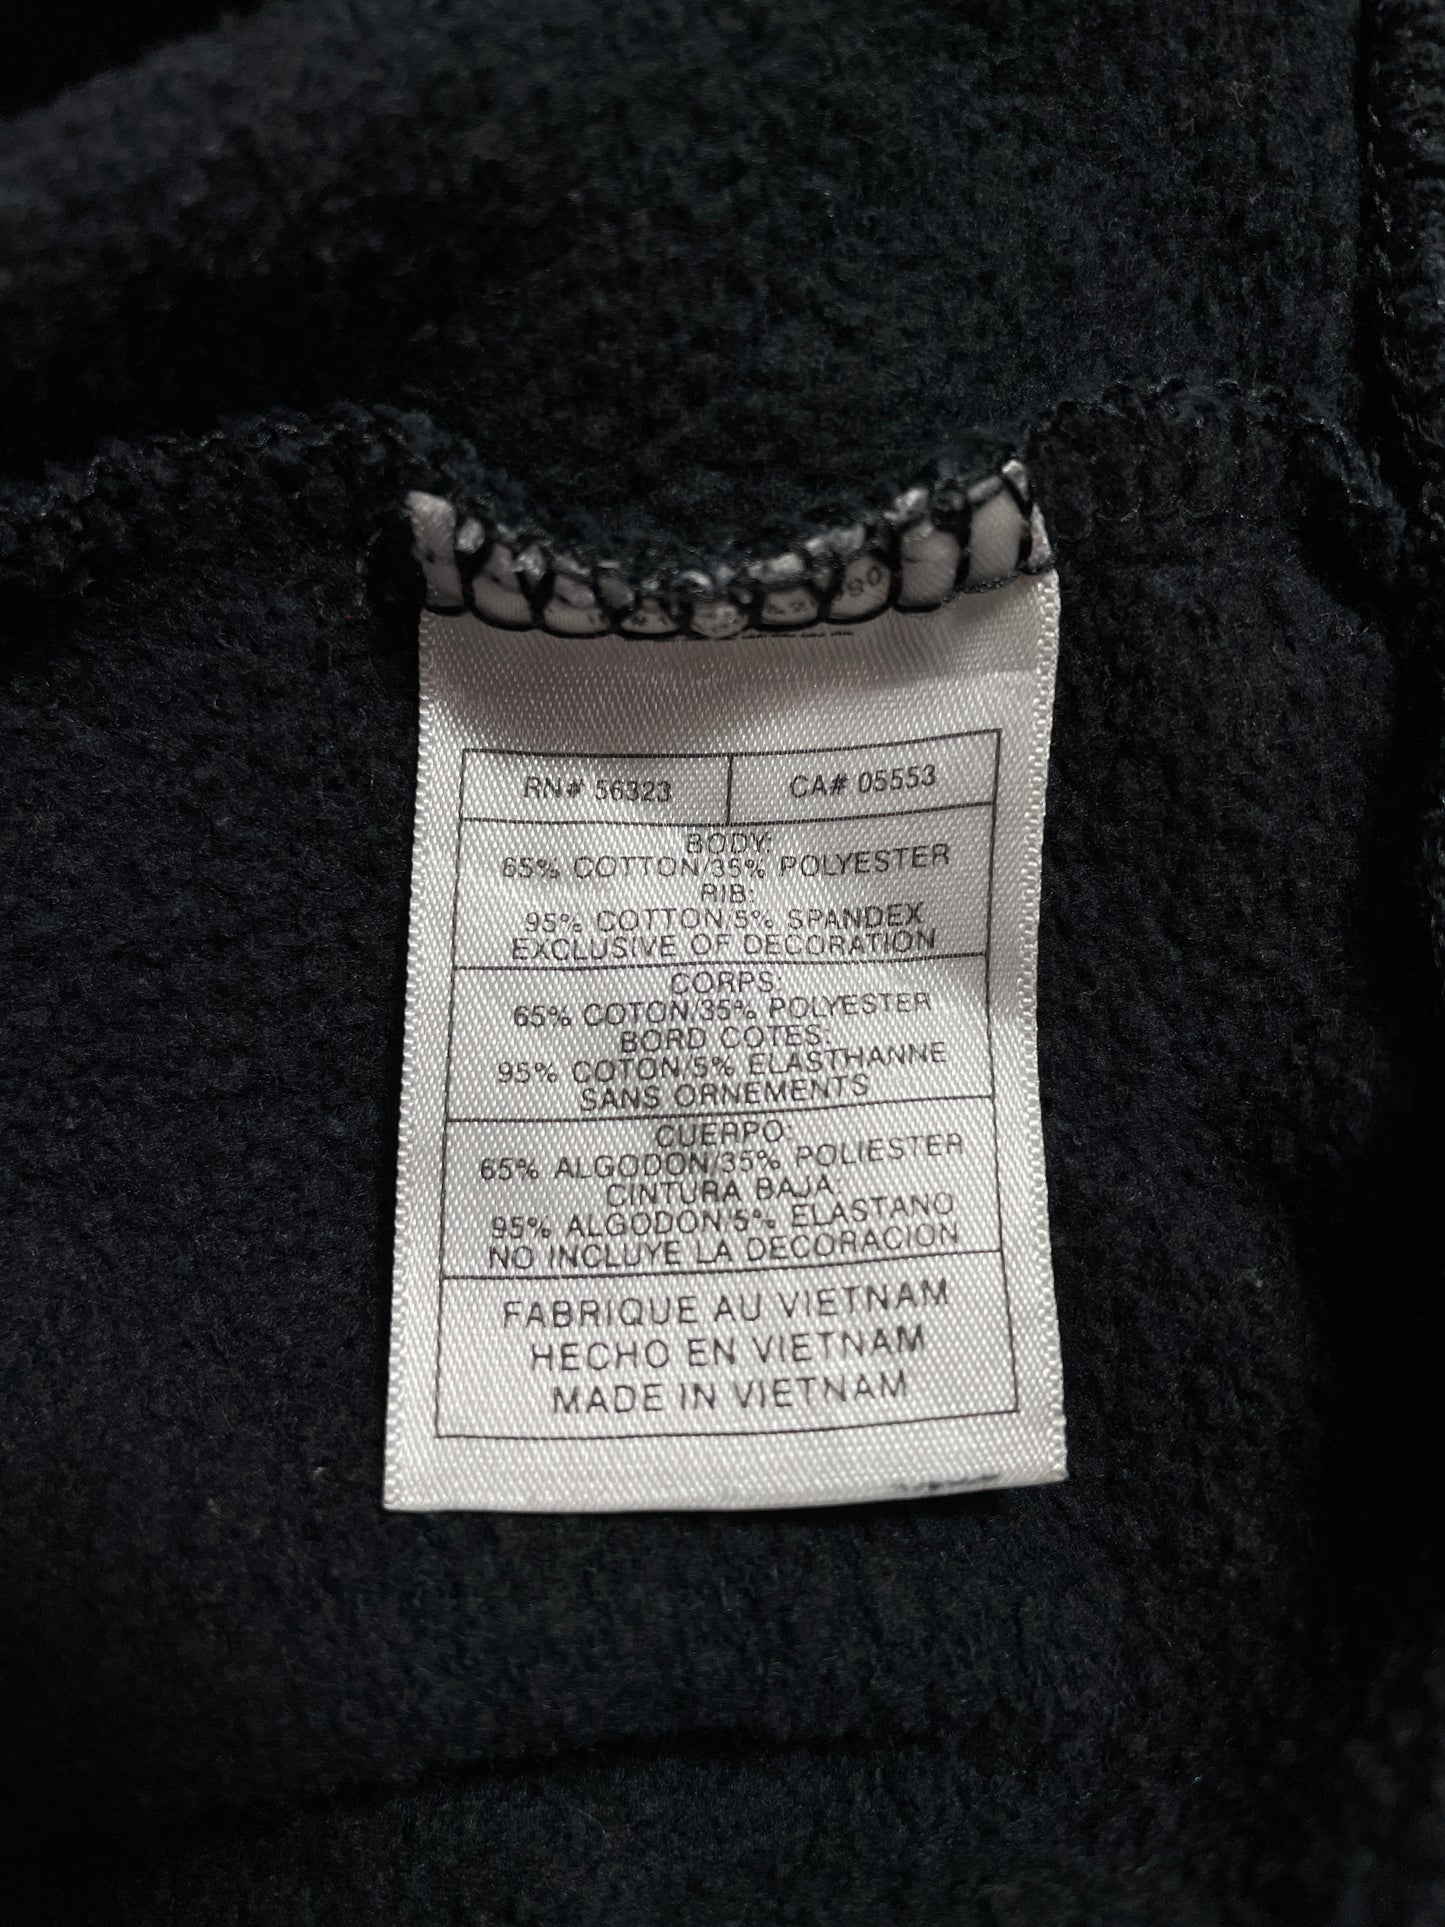 RN# 56323 CA# 05553
BODY:
65% COTTON/35% POLYESTER
RIB:
95% COTTON/5% SPANDEX
EXCLUSIVE OF DECORATION
CORPS:
65% COTON/35% POLYESTER
BORD COTES:
95% COTON/5% ELASTHANNE
SANS ORNEMENTS
CUERPO:
65% ALGODON/35% POLIESTER
CINTURA BAJA:
95% ALGODON/5% ELASTANO
NO INCLUYE LA DECORACION
FABRIQUE AU VIETNAM
HECHO EN VIETNAM
MADE IN VIETNAM